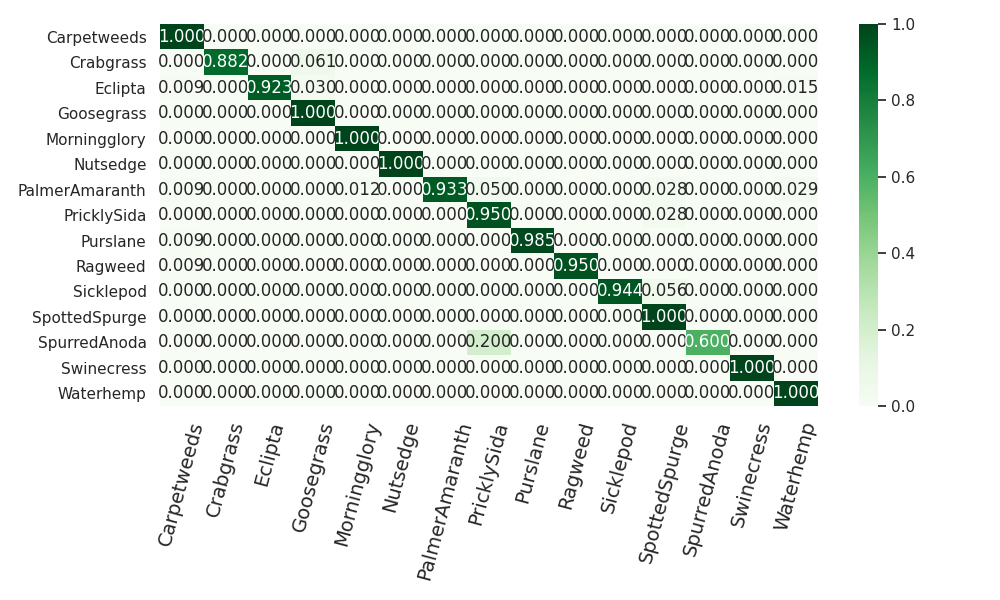 Carpetweeds 1.000 0.000 0.000 0.000 0.000 0.000 0.000 0.000 0.000 0.000 0.000 0.000 0.000 0.000 0.000
Crabgrass 0.000 0.882 0.000 0.061 0.000 0.000 0.000 0.000 0.000 0.000 0.000 0.000 0.000 0.000 0.000
Eclipta 0.009 0.000 0.923 0.030 0.000 0.000 0.000 0.000 0.000 0.000 0.000 0.000 0.000 0.000 0.015
Goosegrass 0.000 0.000 0.000 1.000 0.000 0.000 0.000 0.000 0.000 0.000 0.000 0.000 0.000 0.000 0.000
Morningglory 0.000 0.000 0.000 0.000 1.000 0.000 0.000 0.000 0.000 0.000 0.000 0.000 0.000 0.000 0.000
Nutsedge 0.000 0.000 0.000 0.000 0.000 1.000 0.000 0.000 0.000 0.000 0.000 0.000 0.000 0.000 0.000
PalmerAmaranth 0.009 0.000 0.000 0.000 0.012 0.000 0.933 0.050 0.000 0.000 0.000 0.028 0.000 0.000 0.029
PricklySida 0.000 0.000 0.000 0.000 0.000 0.000 0.000 0.950 0.000 0.000 0.000 0.028 0.000 0.000 0.000
Purslane 0.009 0.000 0.000 0.000 0.000 0.000 0.000 0.000 0.985 0.000 0.000 0.000 0.000 0.000 0.000
Ragweed 0.009 0.000 0.000 0.000 0.000 0.000 0.000 0.000 0.000 0.950 0.000 0.000 0.000 0.000 0.000
Sicklepod 0.000 0.000 0.000 0.000 0.000 0.000 0.000 0.000 0.000 0.000 0.944 0.056 0.000 0.000 0.000
SpottedSpurge 0.000 0.000 0.000 0.000 0.000 0.000 0.000 0.000 0.000 0.000 0.000 1.000 0.000 0.000 0.000
SpurredAnoda 0.000 0.000 0.000 0.000 0.000 0.000 0.000 0.200 0.000 0.000 0.000 0.000 0.600 0.000 0.000
Swinecress 0.000 0.000 0.000 0.000 0.000 0.000 0.000 0.000 0.000 0.000 0.000 0.000 0.000 1.000 0.000
Waterhemp 0.000 0.000 0.000 0.000 0.000 0.000 0.000 0.000 0.000 0.000 0.000 0.000 0.000 0.000 1.000
Carpetweeds
Crabgrass
Eclipta
Goosegrass
Morningglory
Nutsedge
PalmerAmaranth
PricklySida
Purslane
Ragweed
Sicklepod
SpottedSpurge
SpurredAnoda
Swinecress
Waterhemp
1.0
0.8
0.6
0.4
0.2
0.0